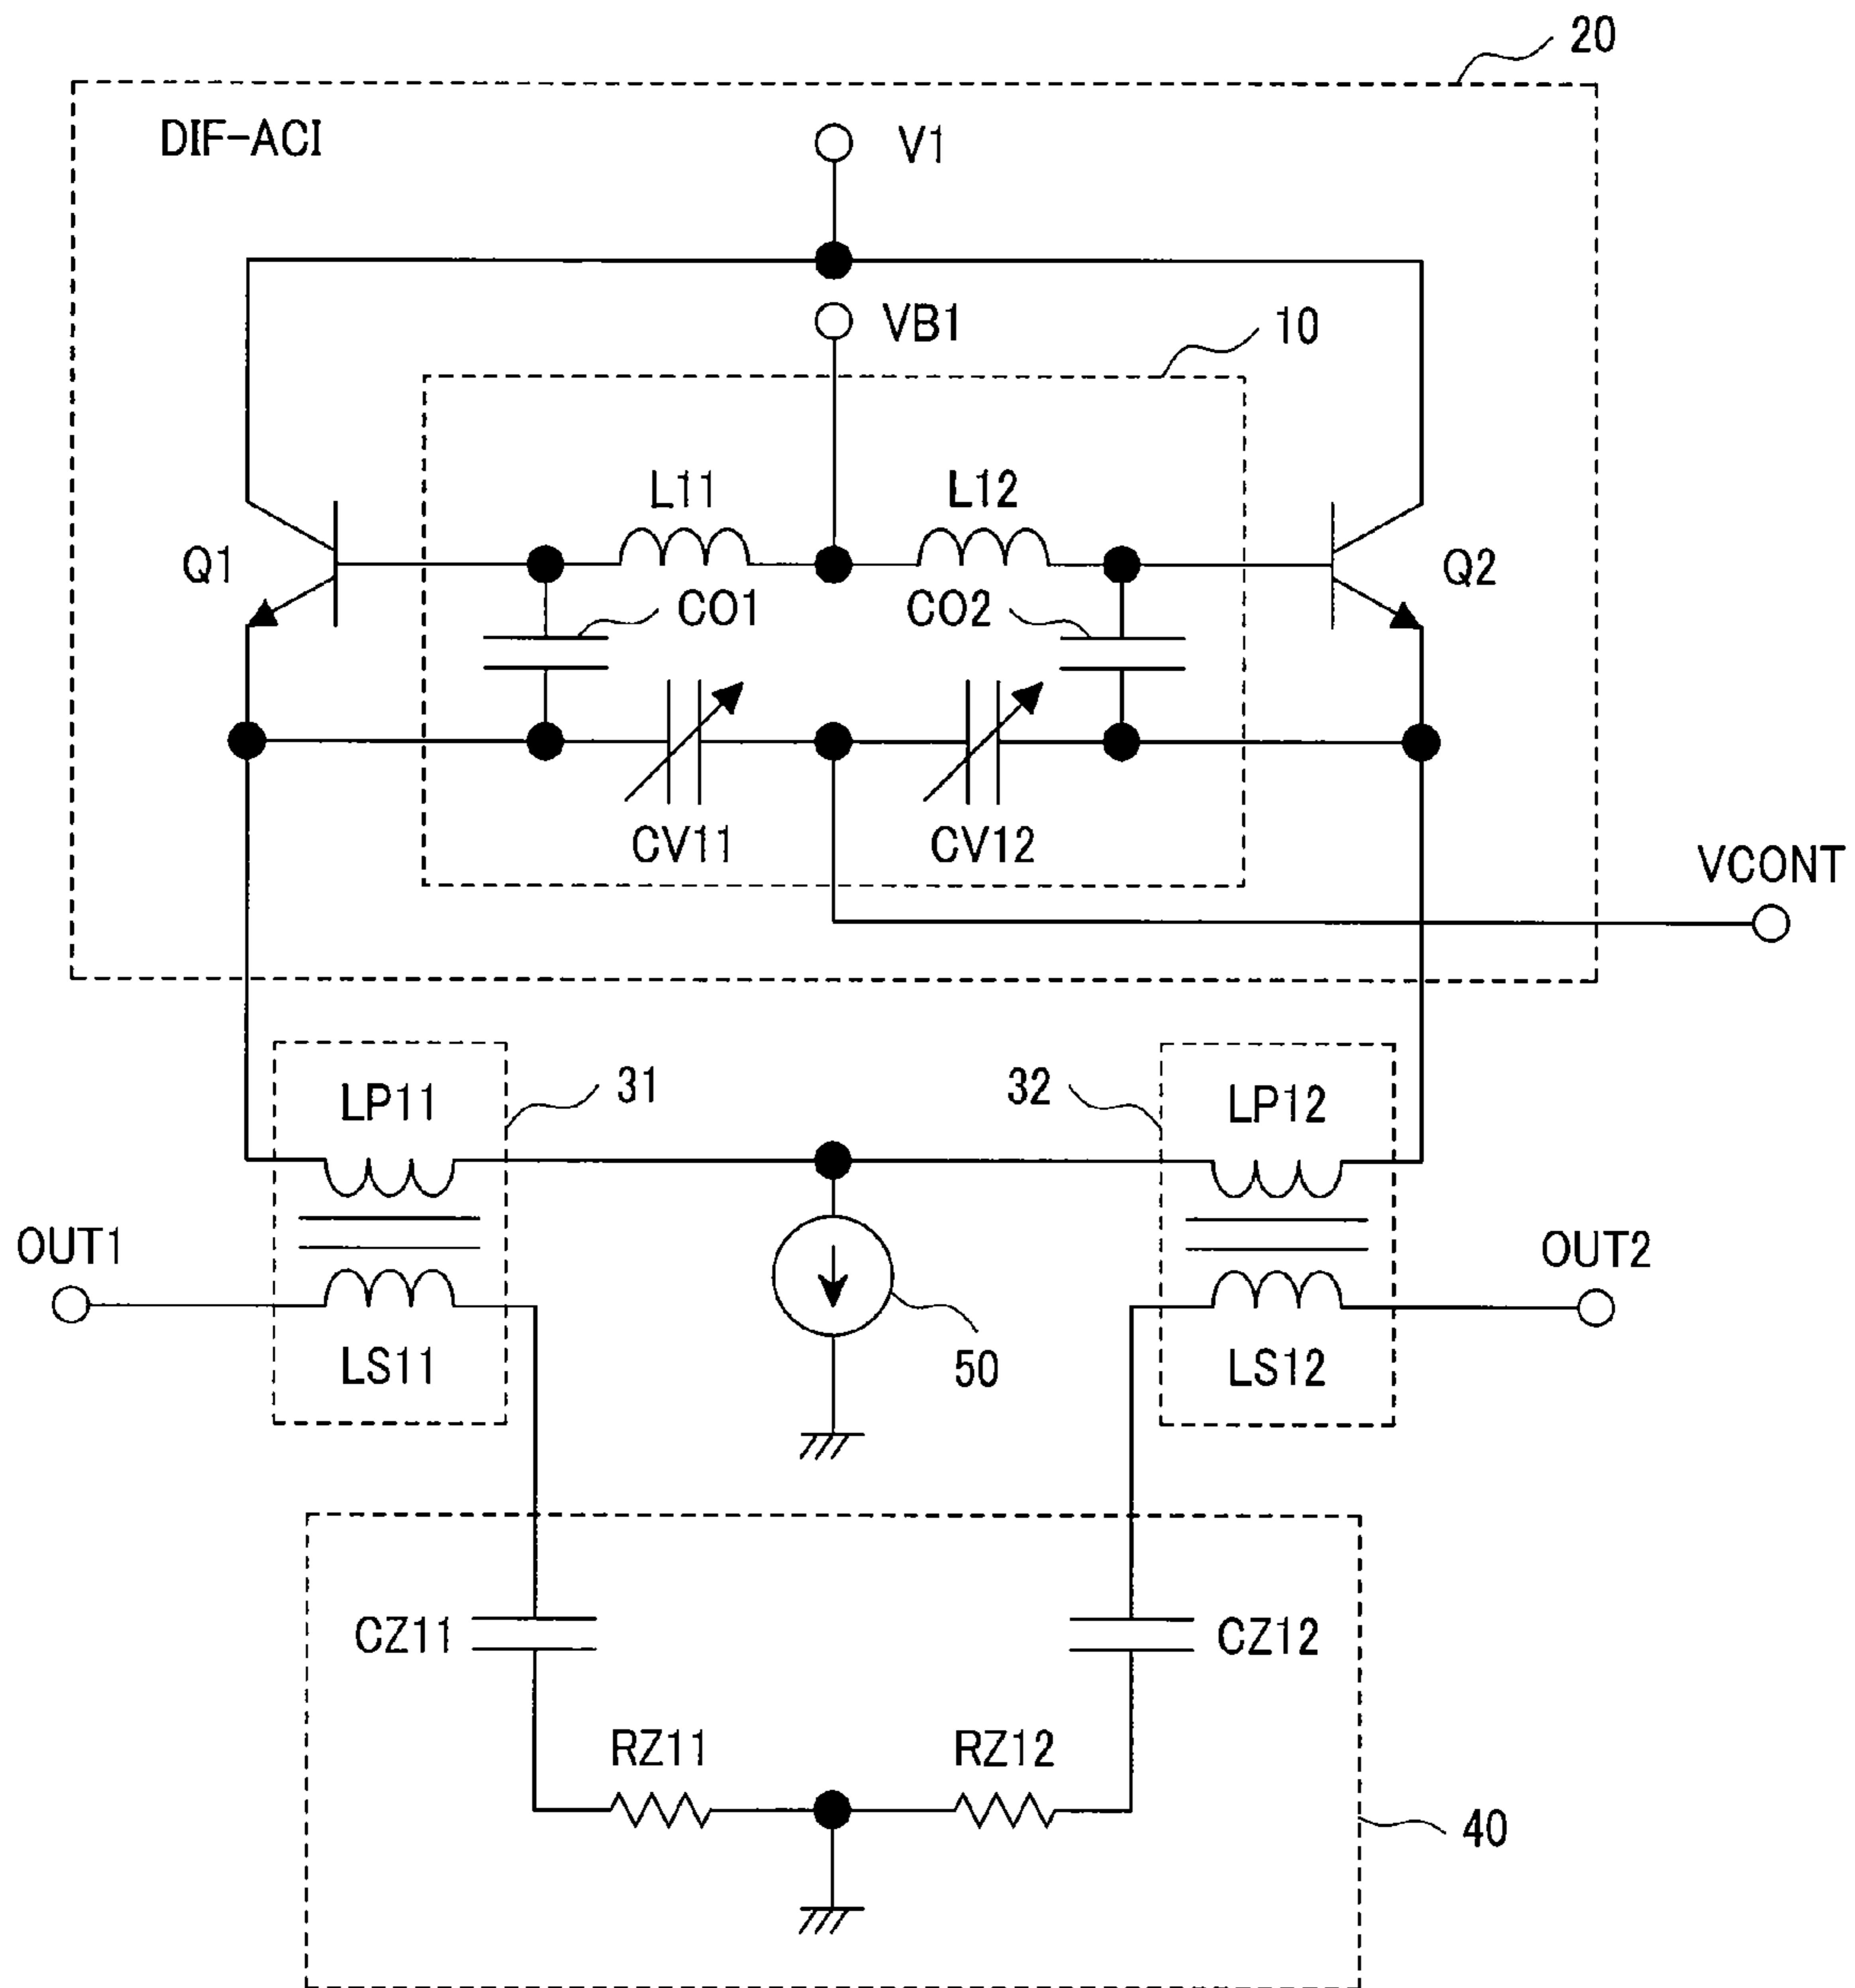 20
DIF-ACI
V1
VB1
10
L11
L12
Q1
Q2
CO1
CO2
CV11
CV12
VCONT
LP11
31
32
LP12
OUT1
OUT2
LS11
50
LS12
CZ11
CZ12
RZ11
RZ12
40